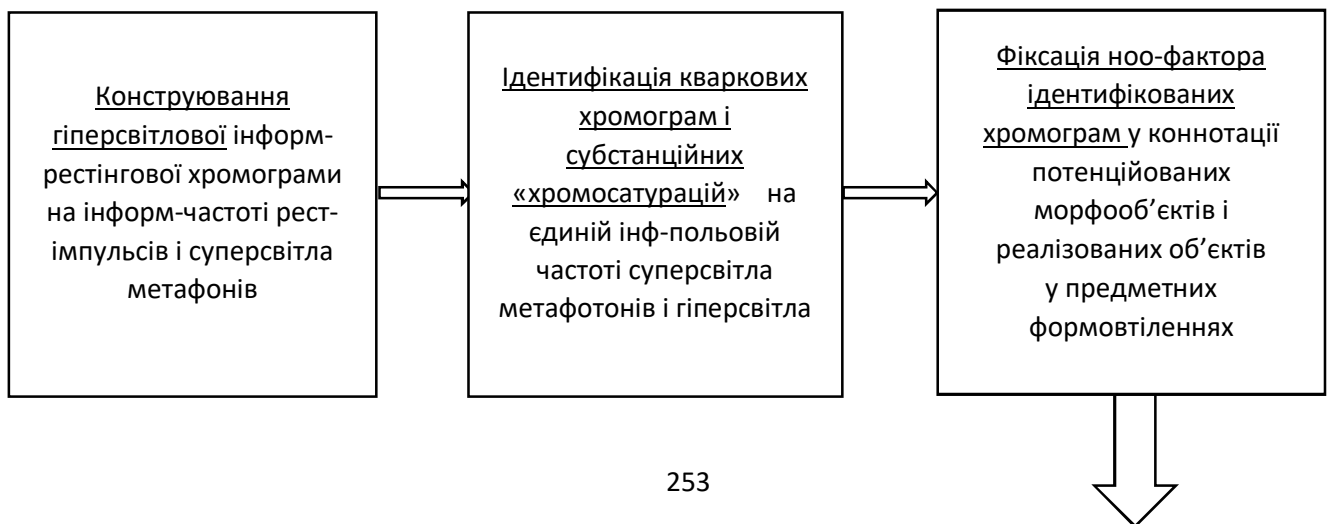 Конструювання
гіперсвітлової інформ-
рестінгової хромограми
на інформ-частоті рест-
імпульсів і суперсвітла
метафонів
Ідентифікація кваркових
хромограм і
субстанційних
«хромосатурацій» на
єдиній інф-польовій
частоті суперсвітла
метафотонів і гіперсвітла
Фіксація ноо-фактора
ідентифікованих
хромограм у коннотації
потенційованих
морфооб’єктів і
реалізованих об’єктів
у предметних
формовтіленнях
253